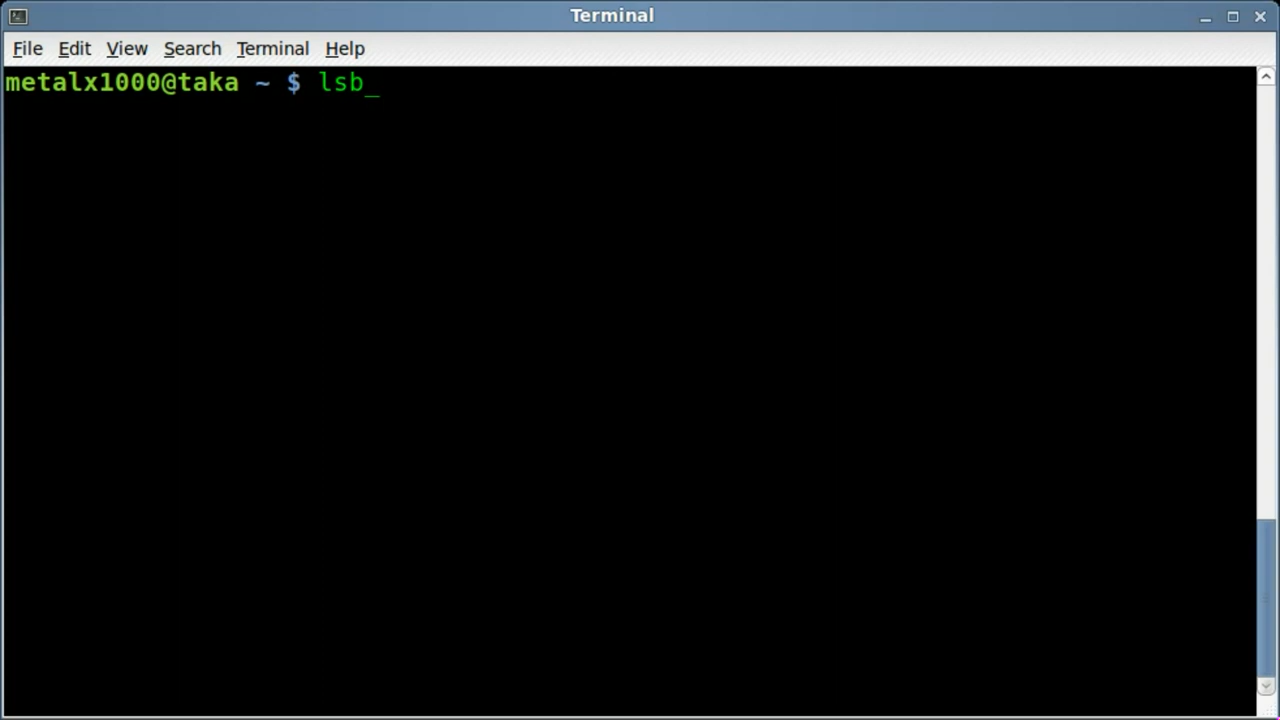 Terminal
File Edit View Search Terminal Help
metalx1000@taka ~ $ lsb_